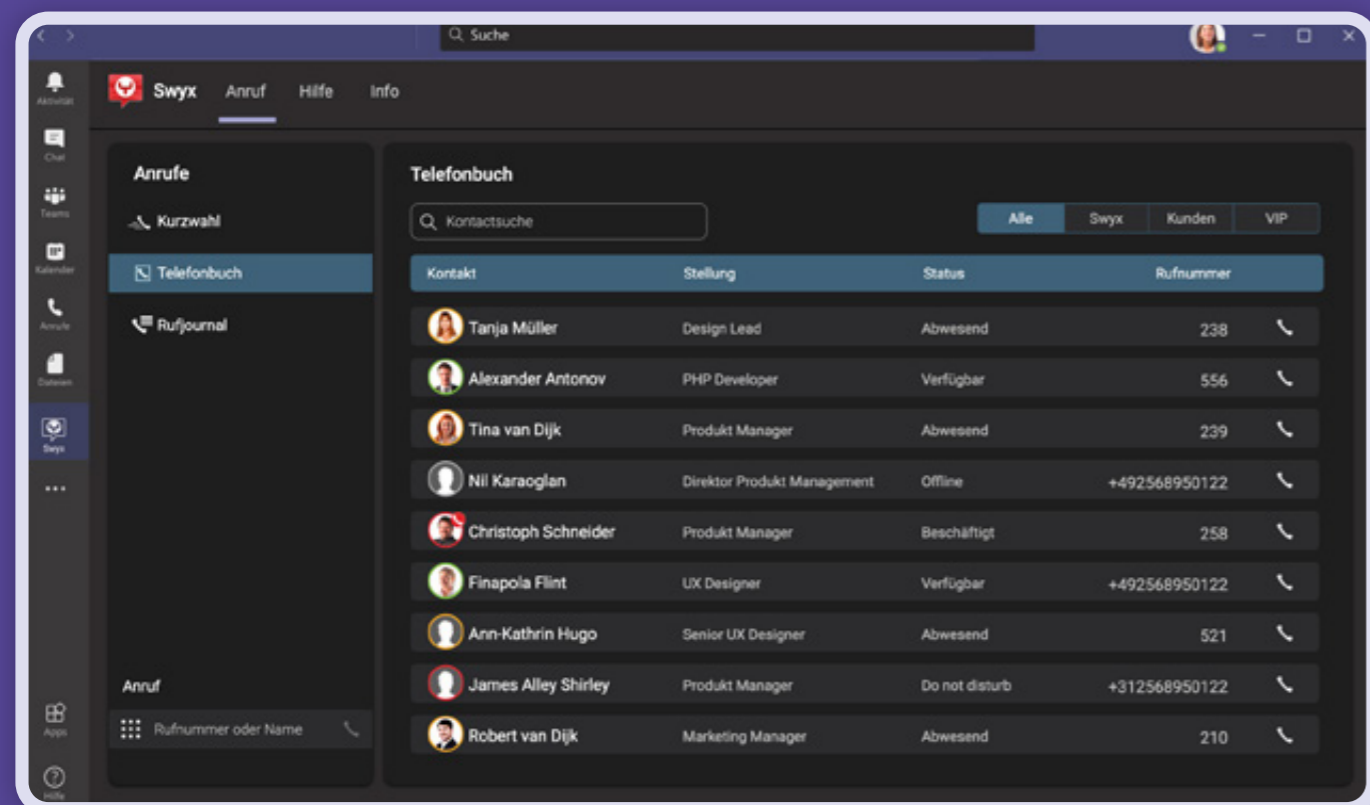 Suche
Aktivität
Chat
Teams
Kalender
Anrufe
Dateien
Swyx
Apps
Hilfe
Swyx Anruf Hilfe Info
Anrufe
Kurzwahl
Telefonbuch
Rufjournal
Anruf
Rufnummer oder Name
Telefonbuch
Kontactsuche
Alle Swyx Kunden VIP
Kontakt Stellung Status Rufnummer
Tanja Müller Design Lead Abwesend 238
Alexander Antonov PHP Developer Verfügbar 556
Tina van Dijk Produkt Manager Abwesend 239
Nil Karaoglan Direktor Produkt Management Offline +492568950122
Christoph Schneider Produkt Manager Beschäftigt 258
Finapola Flint UX Designer Verfügbar +492568950122
Ann-Kathrin Hugo Senior UX Designer Abwesend 521
James Alley Shirley Produkt Manager Do not disturb +312568950122
Robert van Dijk Marketing Manager Abwesend 210